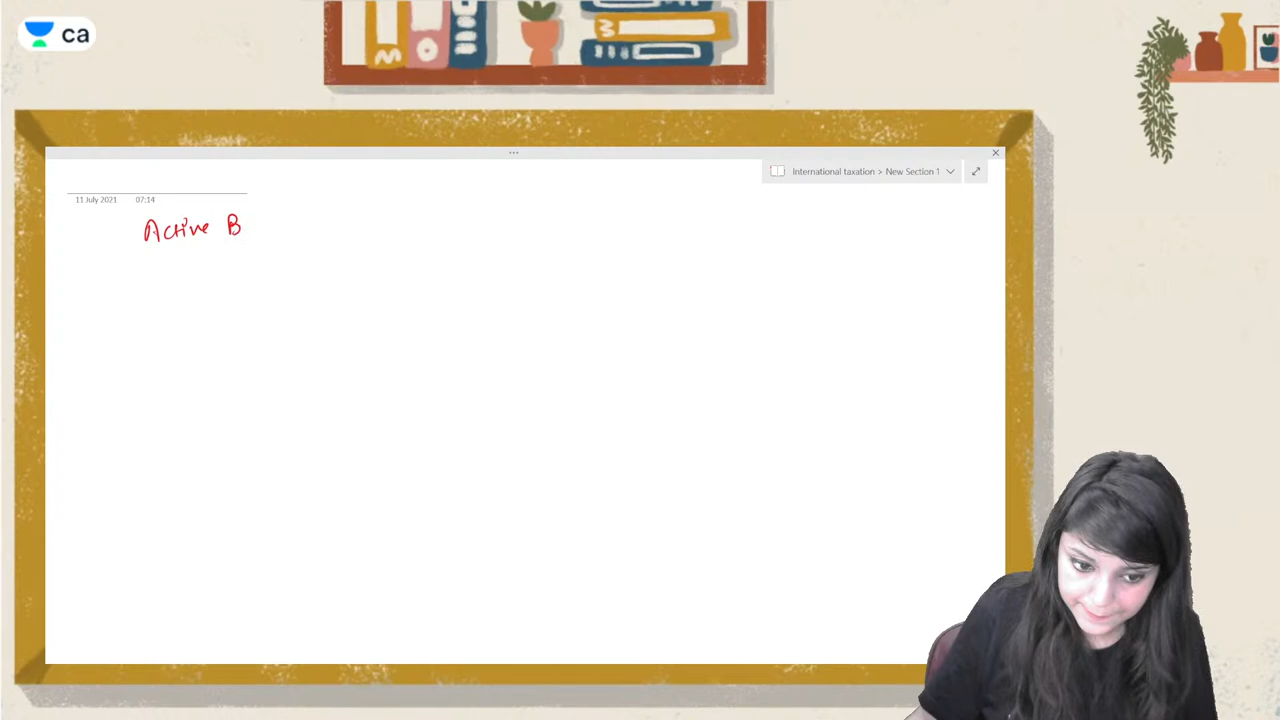 ca
International taxation > New Section 1
11 July 2021 07:14
Active B